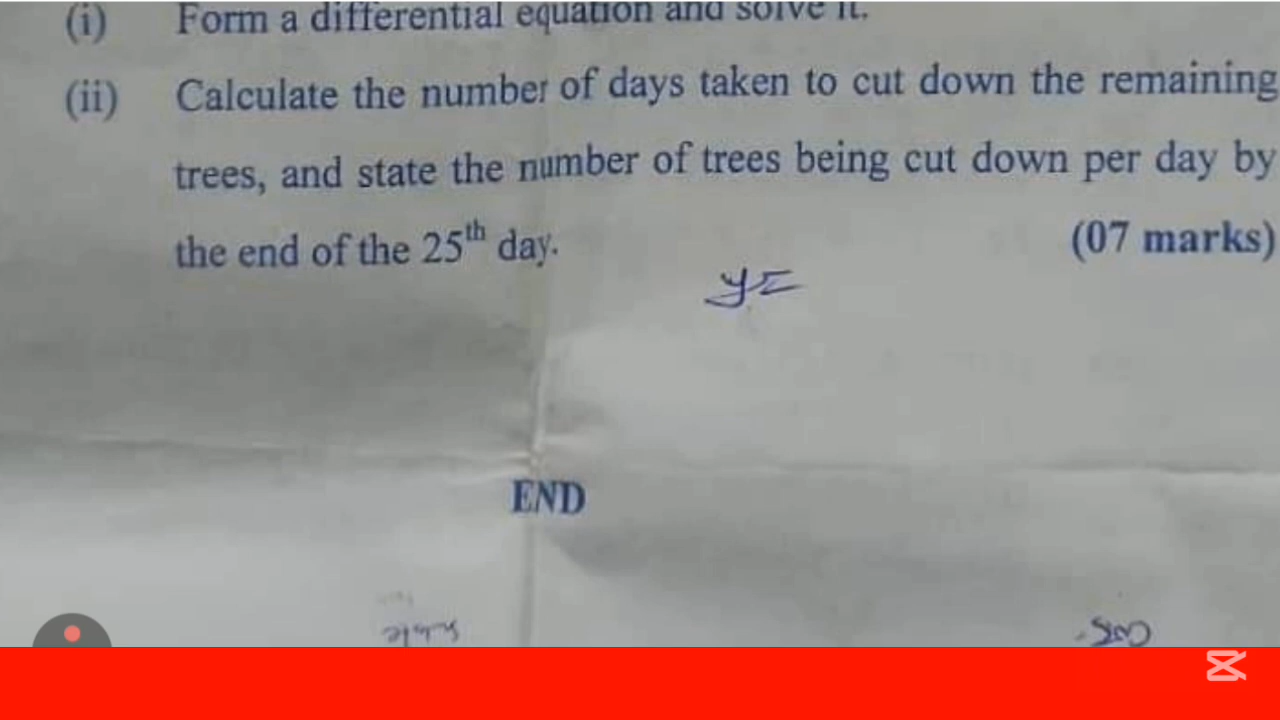 (i) Form a differential equation and solve it.
(ii) Calculate the number of days taken to cut down the remaining
trees, and state the number of trees being cut down per day by
the end of the 25th day.
(07 marks)
y=
END